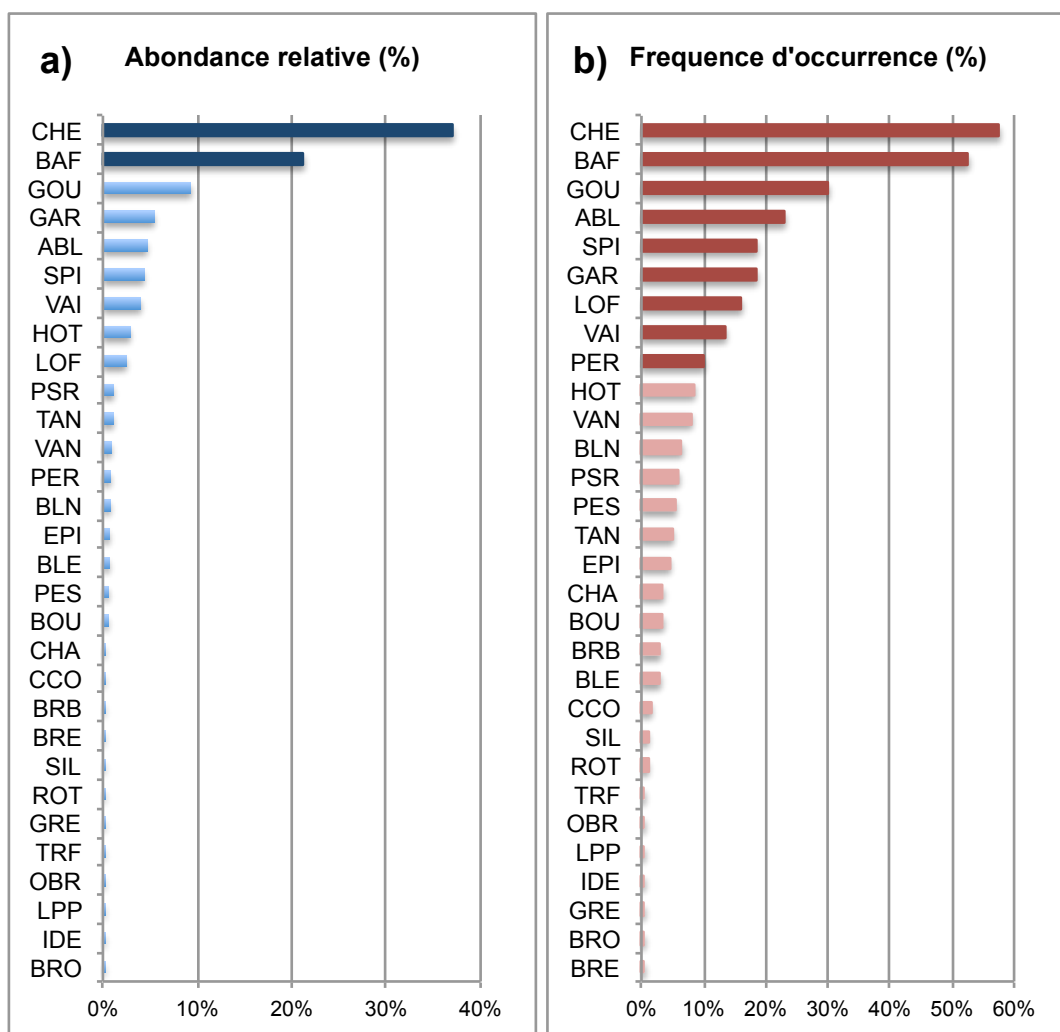 a) Abondance relative (%)
CHE
BAF
GOU
GAR
ABL
SPI
VAI
HOT
LOF
PSR
TAN
VAN
PER
BLN
EPI
BLE
PES
BOU
CHA
CCO
BRB
BRE
SIL
ROT
GRE
TRF
OBR
LPP
IDE
BRO
0% 10% 20% 30% 40%
b) Frequence d'occurrence (%)
CHE
BAF
GOU
ABL
SPI
GAR
LOF
VAI
PER
HOT
VAN
BLN
PSR
PES
TAN
EPI
CHA
BOU
BRB
BLE
CCO
SIL
ROT
TRF
OBR
LPP
IDE
GRE
BRO
BRE
0% 10% 20% 30% 40% 50% 60%